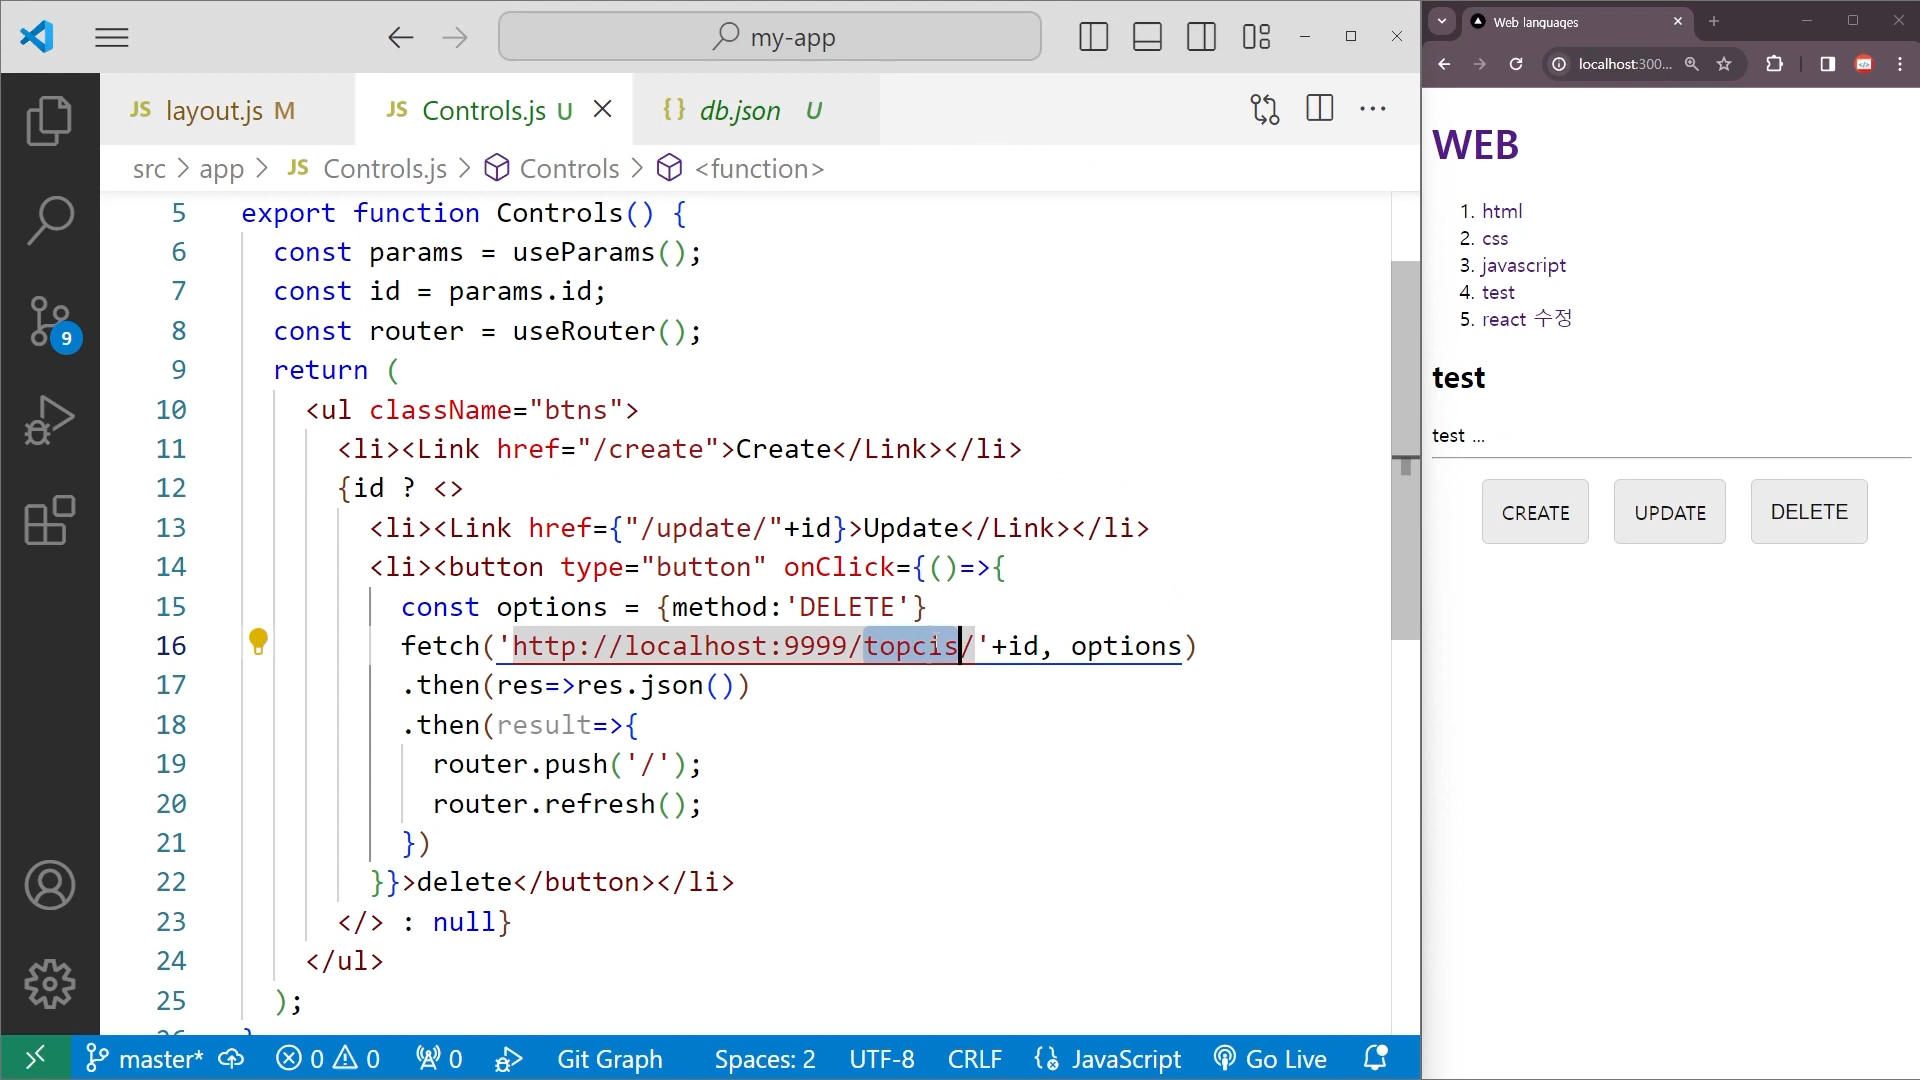 my-app
JS layout.js M
JS Controls.js U
{} db.json U
src > app > JS Controls.js > Controls > <function>
5 export function Controls() {
6 const params = useParams();
7 const id = params.id;
8 const router = useRouter();
9 return (
10 <ul className="btns">
11 <li><Link href="/create">Create</Link></li>
12 {id ? <>
13 <li><Link href={"/update/"+id}>Update</Link></li>
14 <li><button type="button" onClick={()=>{
15 const options = {method:'DELETE'}
16 fetch('http://localhost:9999/topcis/'+id, options)
17 .then(res=>res.json())
18 .then(result=>{
19 router.push('/');
20 router.refresh();
21 })
22 }}>delete</button></li>
23 </> : null}
24 </ul>
25 );
26 }
9
master* 0 0 0 Git Graph Spaces: 2 UTF-8 CRLF JavaScript Go Live
Web languages
localhost:300...
WEB
1. html
2. css
3. javascript
4. test
5. react 수정
test
test ...
CREATE
UPDATE
DELETE